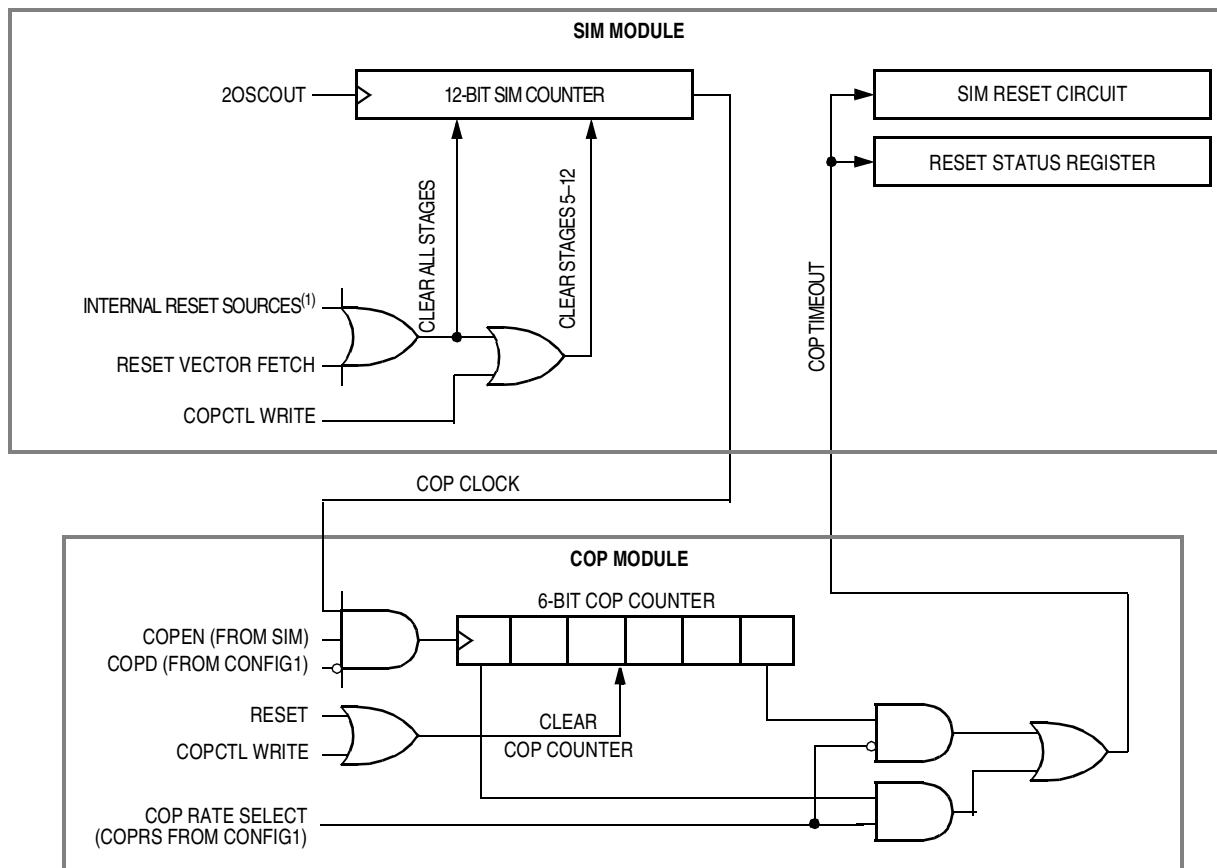 SIM MODULE
2OSCOUT
12-BIT SIM COUNTER
SIM RESET CIRCUIT
RESET STATUS REGISTER
CLEAR ALL STAGES
CLEAR STAGES 5–12
COP TIMEOUT
INTERNAL RESET SOURCES(1)
RESET VECTOR FETCH
COPCTL WRITE
COP CLOCK
COP MODULE
6-BIT COP COUNTER
COPEN (FROM SIM)
COPD (FROM CONFIG1)
RESET
COPCTL WRITE
CLEAR
COP COUNTER
COP RATE SELECT
(COPRS FROM CONFIG1)